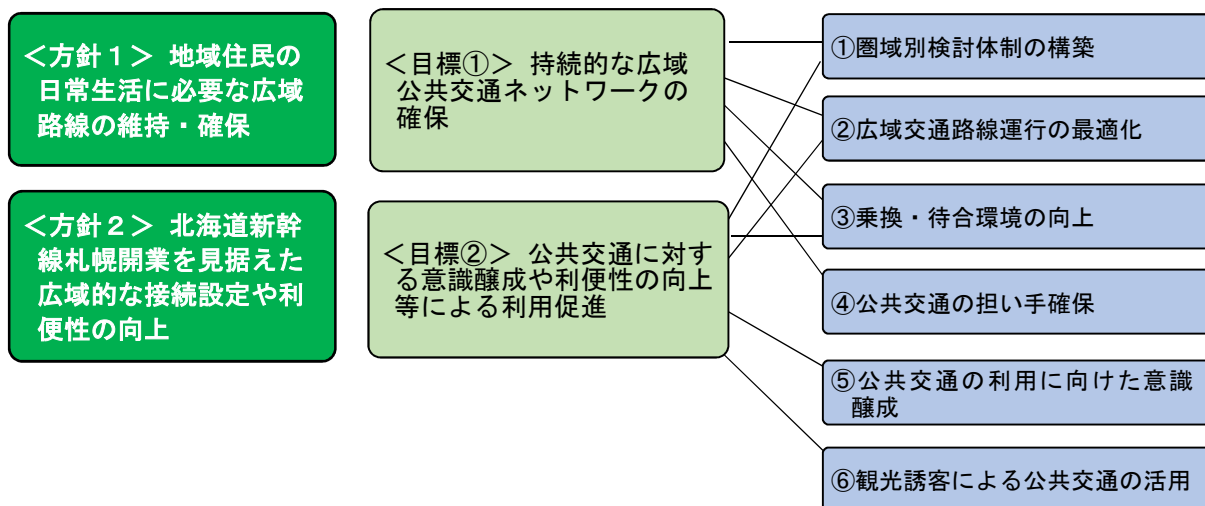 <方針1> 地域住民の
日常生活に必要な広域
路線の維持・確保
<方針2> 北海道新幹
線札幌開業を見据えた
広域的な接続設定や利
便性の向上
<目標①> 持続的な広域
公共交通ネットワークの
確保
<目標②> 公共交通に対す
る意識醸成や利便性の向上
等による利用促進
①圏域別検討体制の構築
②広域交通路線運行の最適化
③乗換・待合環境の向上
④公共交通の担い手確保
⑤公共交通の利用に向けた意識
醸成
⑥観光誘客による公共交通の活用